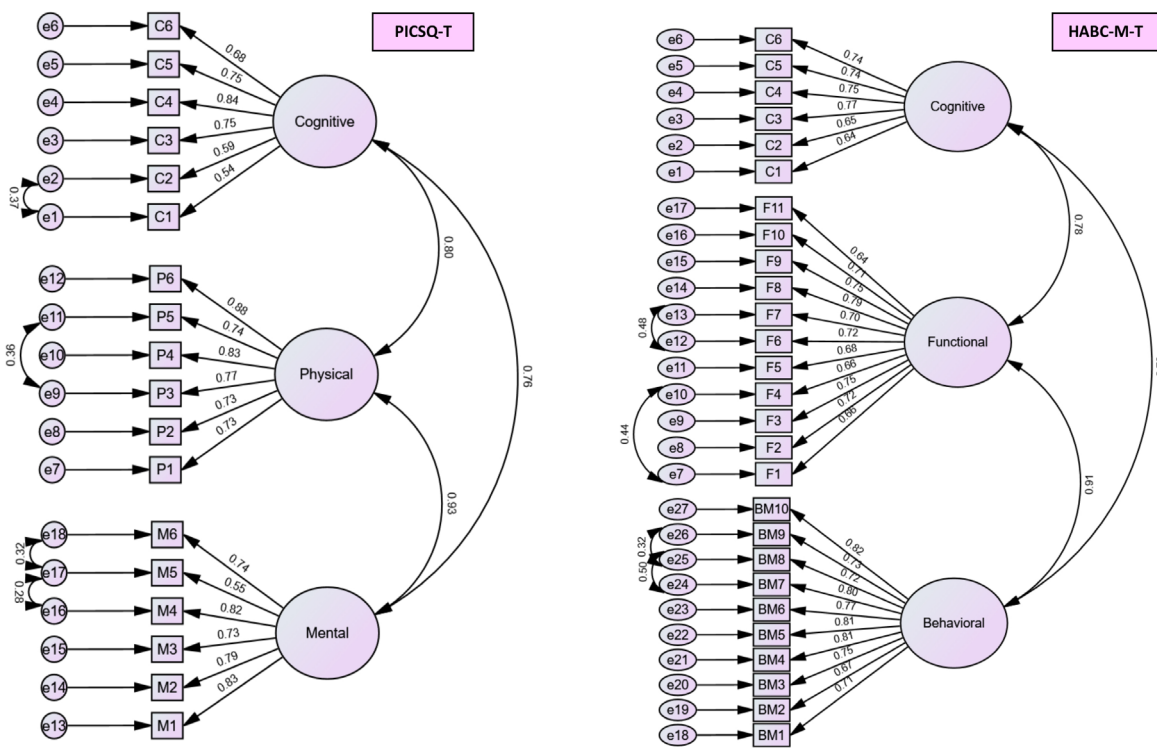 PICSQ-T
e6 C6 0.68
e5 C5 0.75
e4 C4 0.84
e3 C3 0.75
e2 C2 0.59
e1 C1 0.54
0.37
Cognitive
e12 P6 0.88
e11 P5 0.74
e10 P4 0.83
e9 P3 0.77
e8 P2 0.73
e7 P1 0.73
0.36
Physical
e18 M6 0.74
e17 M5 0.55
e16 M4 0.82
e15 M3 0.73
e14 M2 0.79
e13 M1 0.83
0.32
0.28
Mental
0.80
0.76
0.93
HABC-M-T
e6 C6 0.74
e5 C5 0.74
e4 C4 0.75
e3 C3 0.77
e2 C2 0.65
e1 C1 0.64
Cognitive
e17 F11 0.64
e16 F10 0.71
e15 F9 0.75
e14 F8 0.79
e13 F7 0.70
e12 F6 0.72
e11 F5 0.68
e10 F4 0.66
e9 F3 0.75
e8 F2 0.72
e7 F1 0.66
0.48
0.44
Functional
e27 BM10 0.82
e26 BM9 0.73
e25 BM8 0.72
e24 BM7 0.80
e23 BM6 0.77
e22 BM5 0.81
e21 BM4 0.81
e20 BM3 0.75
e19 BM2 0.67
e18 BM1 0.71
0.32
0.50
Behavioral
0.78
0.91